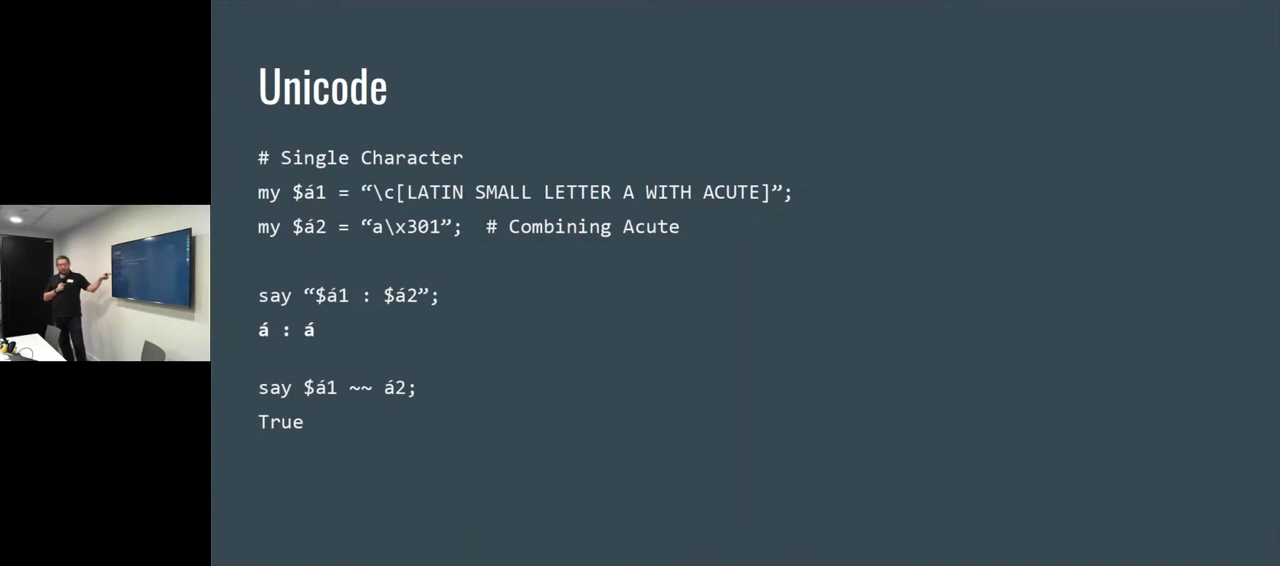 Unicode
# Single Character
my $á1 = “\c[LATIN SMALL LETTER A WITH ACUTE]”;
my $á2 = “a\x301”;  # Combining Acute
say “$á1 : $á2”;
á : á
say $á1 ~~ á2;
True